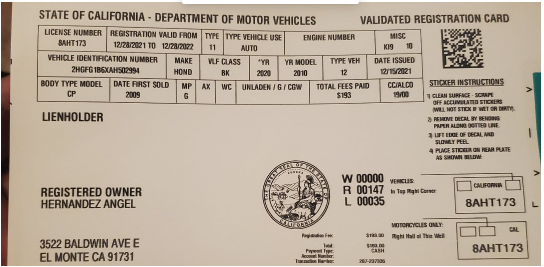 STATE OF CALIFORNIA - DEPARTMENT OF MOTOR VEHICLES VALIDATED REGISTRATION CARD
LICENSE NUMBER REGISTRATION VALID FROM TYPE TYPE VEHICLE USE ENGINE NUMBER MISC
8AHT173 12/28/2021 TO 12/28/2022 11 AUTO KI9 10
VEHICLE IDENTIFICATION NUMBER MAKE VLF CLASS *YR YR MODEL TYPE VEH DATE ISSUED
2HGFG1B6XAH502994 HOND BK 2020 2010 12 12/15/2021
BODY TYPE MODEL DATE FIRST SOLD MP AX WC UNLADEN / G / CGW TOTAL FEES PAID CC/ALCO
CP 2009 G $193 19/00
STICKER INSTRUCTIONS
1) CLEAN SURFACE - SCRAPE
OFF ACCUMULATED STICKERS
(WILL NOT STICK IF WET OR DIRTY).
2) REMOVE DECAL BY BENDING
PAPER ALONG DOTTED LINE.
3) LIFT EDGE OF DECAL AND
SLOWLY PEEL.
4) PLACE STICKER ON REAR PLATE
AS SHOWN BELOW:
LIENHOLDER
REGISTERED OWNER
HERNANDEZ ANGEL
3522 BALDWIN AVE E
EL MONTE CA 91731
W 00000
R 00147
L 00035
VEHICLES:
In Top Right Corner
CALIFORNIA
8AHT173
MOTORCYCLES ONLY:
Right Hall of This Well
CAL
8AHT173
Registration Fee: $193.00
Total: $193.00
Payment Type: CASH
Account Number:
Transaction Number: 207-237306